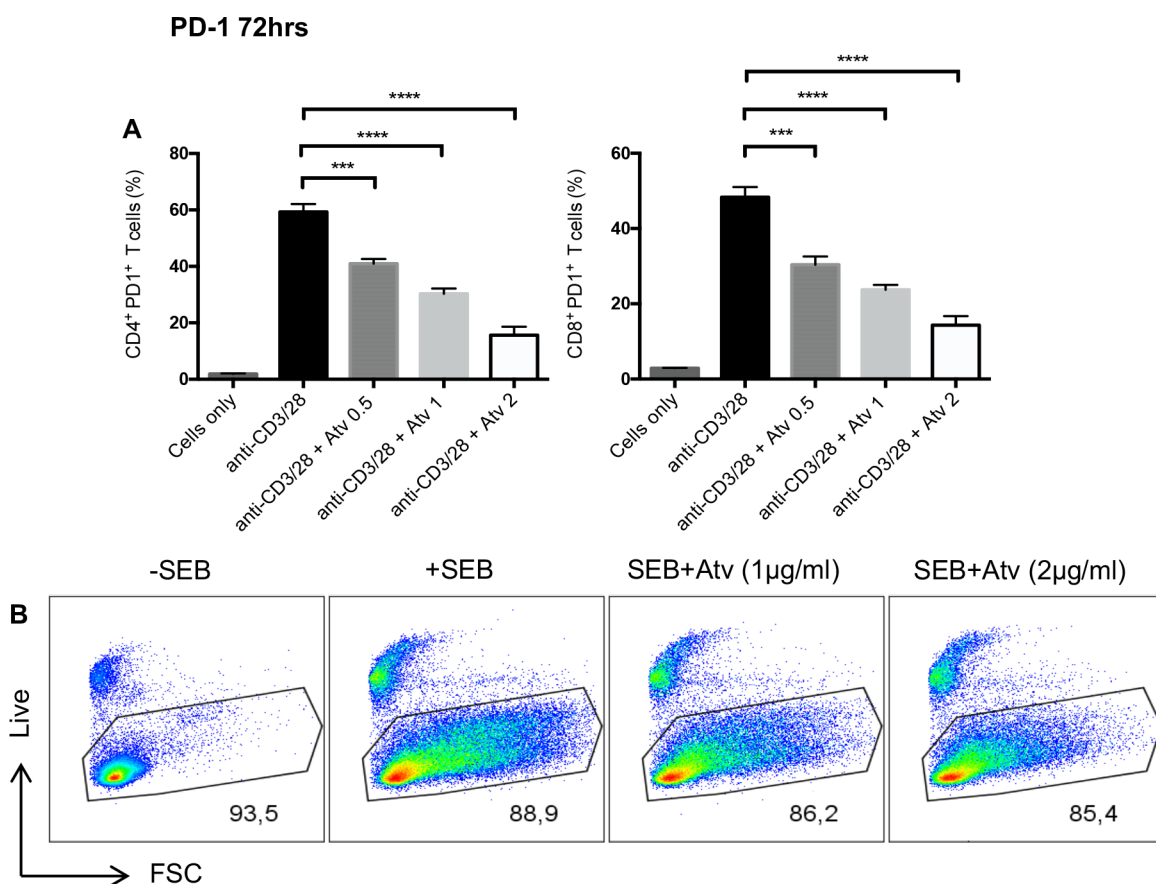 PD-1 72hrs
A
****
****
***
80
60
40
20
0
CD4+ PD1+ T cells (%)
Cells only
anti-CD3/28
anti-CD3/28 + Atv 0.5
anti-CD3/28 + Atv 1
anti-CD3/28 + Atv 2
****
****
***
60
40
20
0
CD8+ PD1+ T cells (%)
Cells only
anti-CD3/28
anti-CD3/28 + Atv 0.5
anti-CD3/28 + Atv 1
anti-CD3/28 + Atv 2
B
-SEB
+SEB
SEB+Atv (1µg/ml)
SEB+Atv (2µg/ml)
93,5
88,9
86,2
85,4
Live
FSC